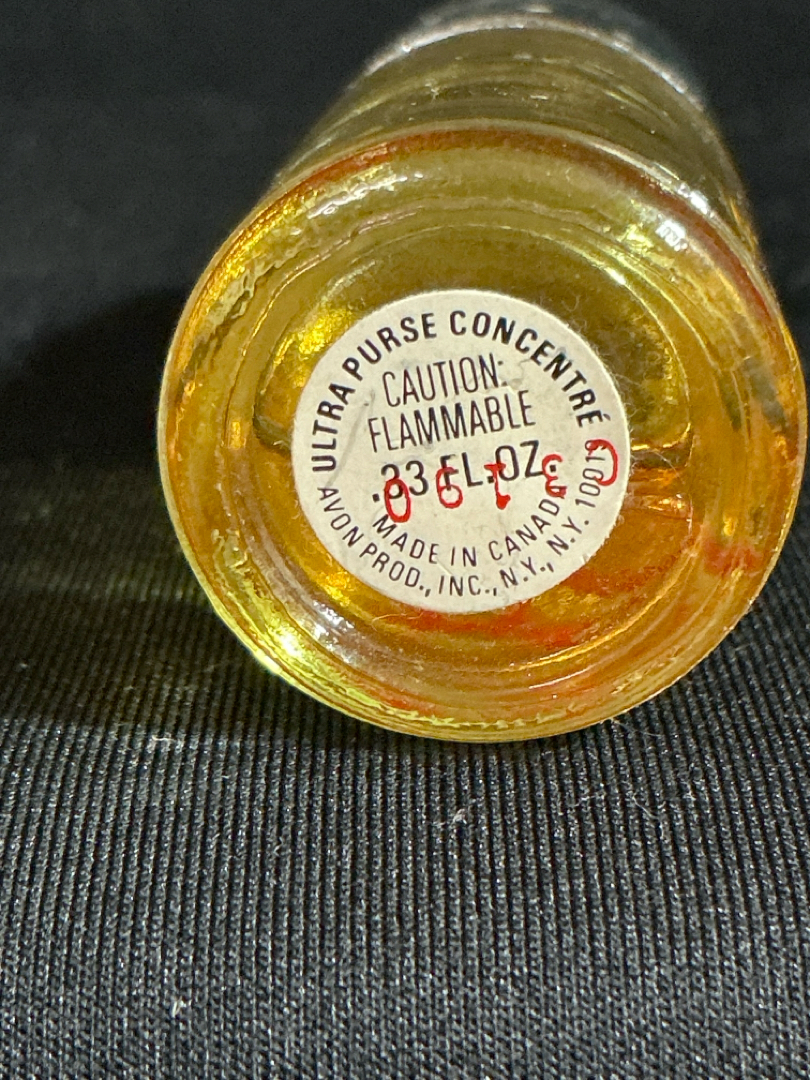 ULTRA PURSE CONCENTRÉ
CAUTION:
FLAMMABLE
.33 FL.OZ.
MADE IN CANADA
AVON PROD., INC., N.Y., N.Y. 10019